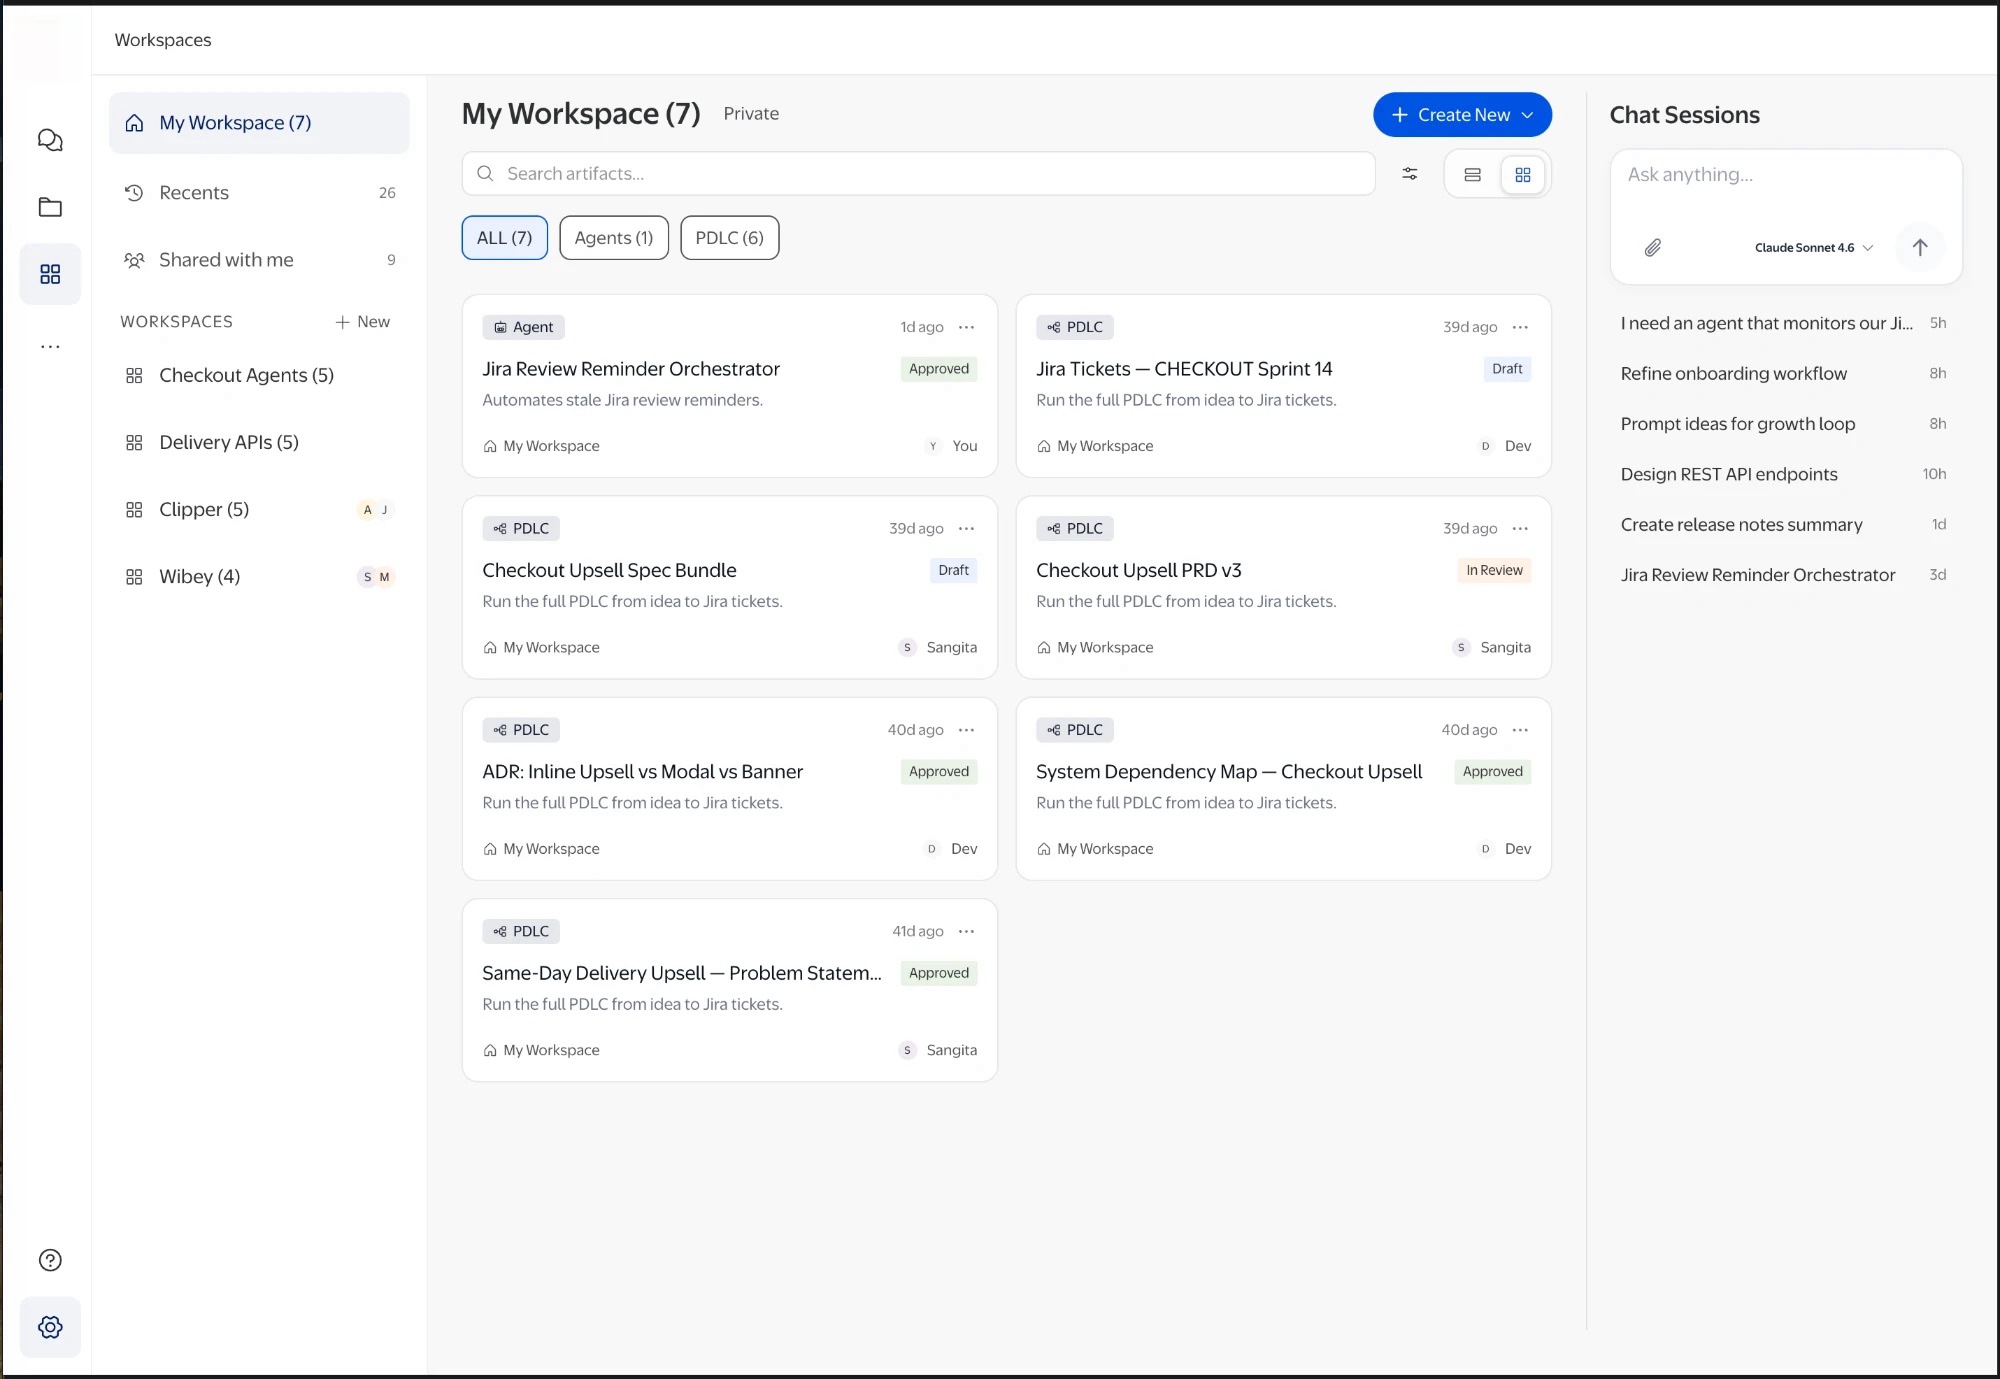 Workspaces
My Workspace (7)
Recents 26
Shared with me 9
WORKSPACES + New
Checkout Agents (5)
Delivery APIs (5)
Clipper (5) A J
Wibey (4) S M
My Workspace (7) Private
+ Create New
Search artifacts...
ALL (7) Agents (1) PDLC (6)
Agent 1d ago ...
Jira Review Reminder Orchestrator Approved
Automates stale Jira review reminders.
My Workspace Y You
PDLC 39d ago ...
Jira Tickets — CHECKOUT Sprint 14 Draft
Run the full PDLC from idea to Jira tickets.
My Workspace D Dev
PDLC 39d ago ...
Checkout Upsell Spec Bundle Draft
Run the full PDLC from idea to Jira tickets.
My Workspace S Sangita
PDLC 39d ago ...
Checkout Upsell PRD v3 In Review
Run the full PDLC from idea to Jira tickets.
My Workspace S Sangita
PDLC 40d ago ...
ADR: Inline Upsell vs Modal vs Banner Approved
Run the full PDLC from idea to Jira tickets.
My Workspace D Dev
PDLC 40d ago ...
System Dependency Map — Checkout Upsell Approved
Run the full PDLC from idea to Jira tickets.
My Workspace D Dev
PDLC 41d ago ...
Same-Day Delivery Upsell — Problem Statem... Approved
Run the full PDLC from idea to Jira tickets.
My Workspace S Sangita
Chat Sessions
Ask anything...
Claude Sonnet 4.6
I need an agent that monitors our Ji... 5h
Refine onboarding workflow 8h
Prompt ideas for growth loop 8h
Design REST API endpoints 10h
Create release notes summary 1d
Jira Review Reminder Orchestrator 3d